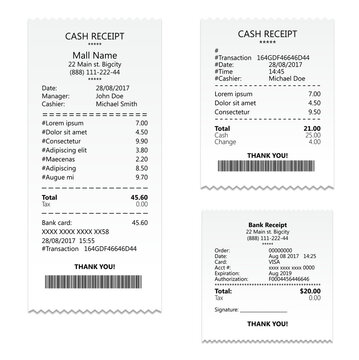 CASH RECEIPT
*****
Mall Name
22 Main st. Bigcity
(888) 111-222-44
Date: 28/08/2017
Manager: John Doe
Cashier: Michael Smith
#Lorem ipsum 7.00
#Dolor sit amet 4.50
#Consectetur 9.90
#Adipiscing elit 3.80
#Maecenas 2.20
#Adipiscing 8.50
#Augue mi 9.70
Total 45.60
Tax 0.00
Bank card: 45.60
XXXX XXXX XXXX XX58
28/08/2017 15:55
#Transaction 164GDF46646D44
THANK YOU!
CASH RECEIPT
*****
#
#Transaction 164GDF46646D44
#Date: 28/08/2017
#Time 14:45
#Cashier: Michael Doe
Lorem ipsum 7.00
Dolor sit amet 4.50
Consectetur 9.50
Total 21.00
Cash 25.00
Change 4.00
THANK YOU!
Bank Receipt
22 Main st. Bigcity
(888) 111-222-44
Order: 00000000
Date: Aug 08 2017 14:25
Card: VISA
Acct #: xxxx xxxx xxxx 0000
Expiration: Aug 2019
Authorization: F0004456446646
Total: $20.00
Tax: 0.00
Signature:
THANK YOU!